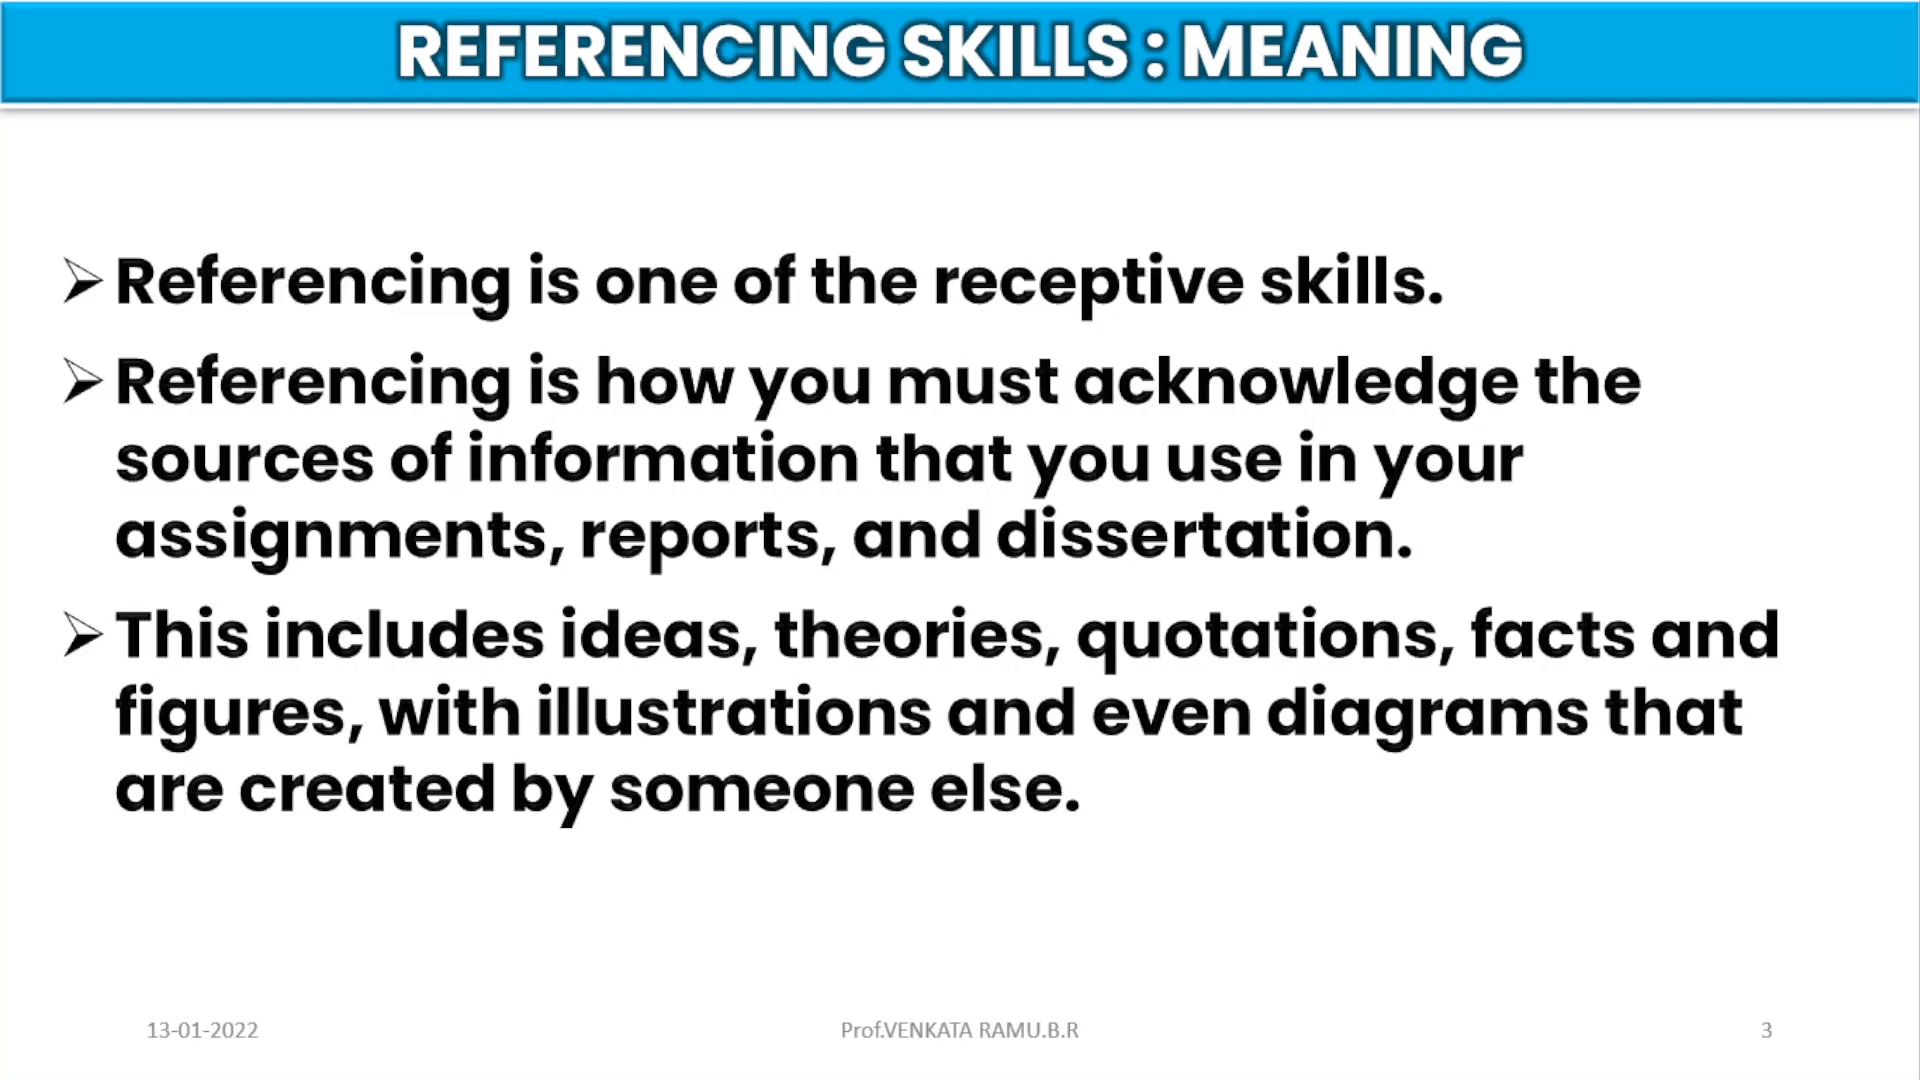 REFERENCING SKILLS : MEANING
➢ Referencing is one of the receptive skills.
➢ Referencing is how you must acknowledge the
sources of information that you use in your
assignments, reports, and dissertation.
➢ This includes ideas, theories, quotations, facts and
figures, with illustrations and even diagrams that
are created by someone else.
13-01-2022
Prof.VENKATA RAMU.B.R
3